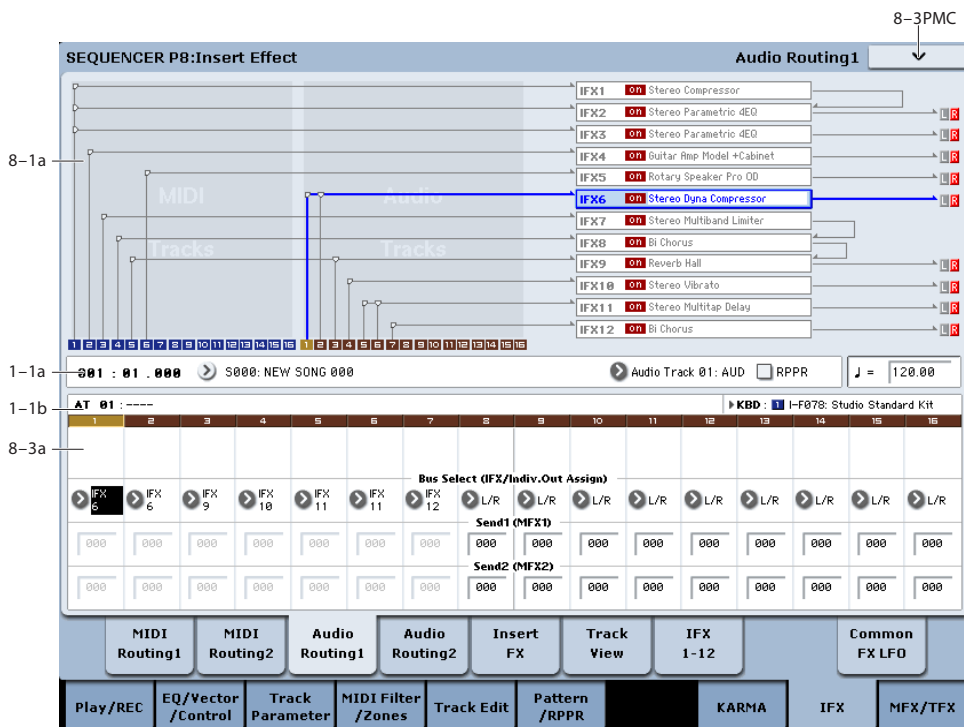 8-3PMC
SEQUENCER P8:Insert Effect
Audio Routing1
IFX1 on Stereo Compressor
IFX2 on Stereo Parametric 4EQ
L R
IFX3 on Stereo Parametric 4EQ
L R
8-1a
IFX4 on Guitar Amp Model +Cabinet
L R
IFX5 on Rotary Speaker Pro OD
L R
MIDI
Audio
IFX6 on Stereo Dyna Compressor
L R
IFX7 on Stereo Multiband Limiter
Tracks
Tracks
IFX8 on Bi Chorus
IFX9 on Reverb Hall
L R
IFX10 on Stereo Vibrato
L R
IFX11 on Stereo Multitap Delay
L R
IFX12 on Bi Chorus
L R
1 2 3 4 5 6 7 8 9 10 11 12 13 14 15 16 1 2 3 4 5 6 7 8 9 10 11 12 13 14 15 16
1-1a
001 : 01 . 000
S000: NEW SONG 000
Audio Track 01: AUD
RPPR
♩ = 120.00
1-1b
AT 01 :----
KBD : 1 I-F078: Studio Standard Kit
1 2 3 4 5 6 7 8 9 10 11 12 13 14 15 16
8-3a
Bus Select (IFX/Indiv.Out Assign)
IFX 6 IFX 6 IFX 9 IFX 10 IFX 11 IFX 11 IFX 12 L/R L/R L/R L/R L/R L/R L/R L/R L/R
Send1 (MFX1)
000 000 000 000 000 000 000 000 000 000 000 000 000 000 000 000
Send2 (MFX2)
000 000 000 000 000 000 000 000 000 000 000 000 000 000 000 000
MIDI Routing1
MIDI Routing2
Audio Routing1
Audio Routing2
Insert FX
Track View
IFX 1-12
Common FX LFO
Play/REC
EQ/Vector /Control
Track Parameter
MIDI Filter /Zones
Track Edit
Pattern /RPPR
KARMA
IFX
MFX/TFX